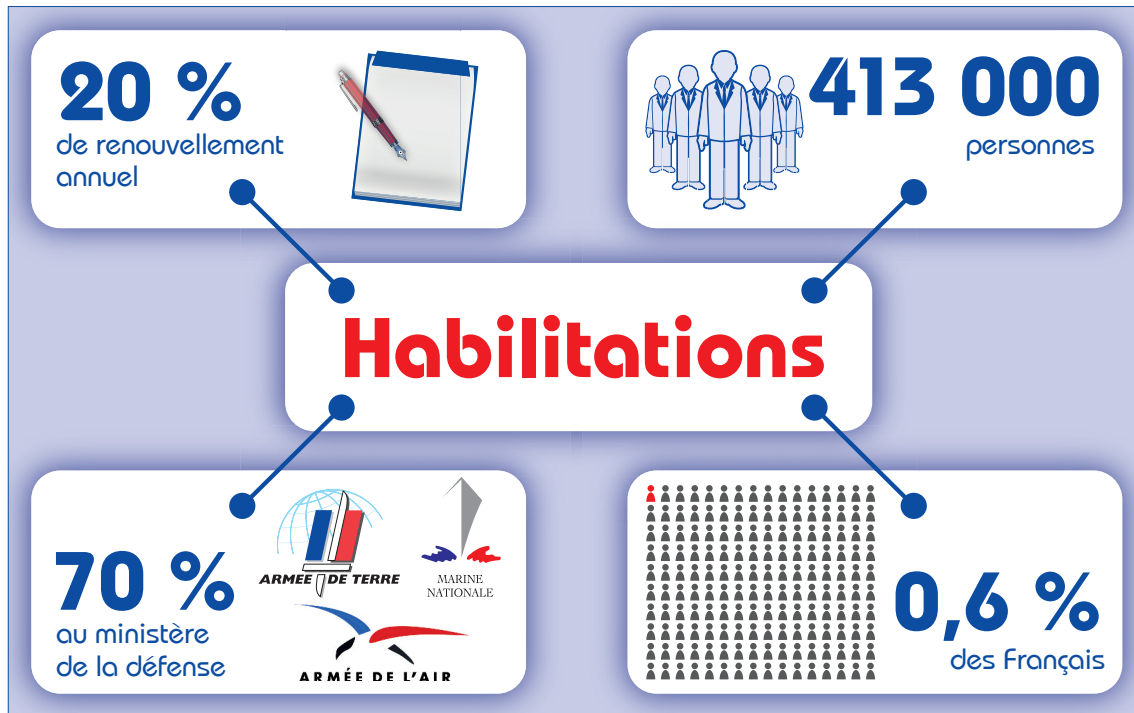 20 %
de renouvellement
annuel
413 000
personnes
Habilitations
70 %
au ministère
de la défense
ARMEE DE TERRE
MARINE
NATIONALE
ARMÉE DE L'AIR
0,6 %
des Français